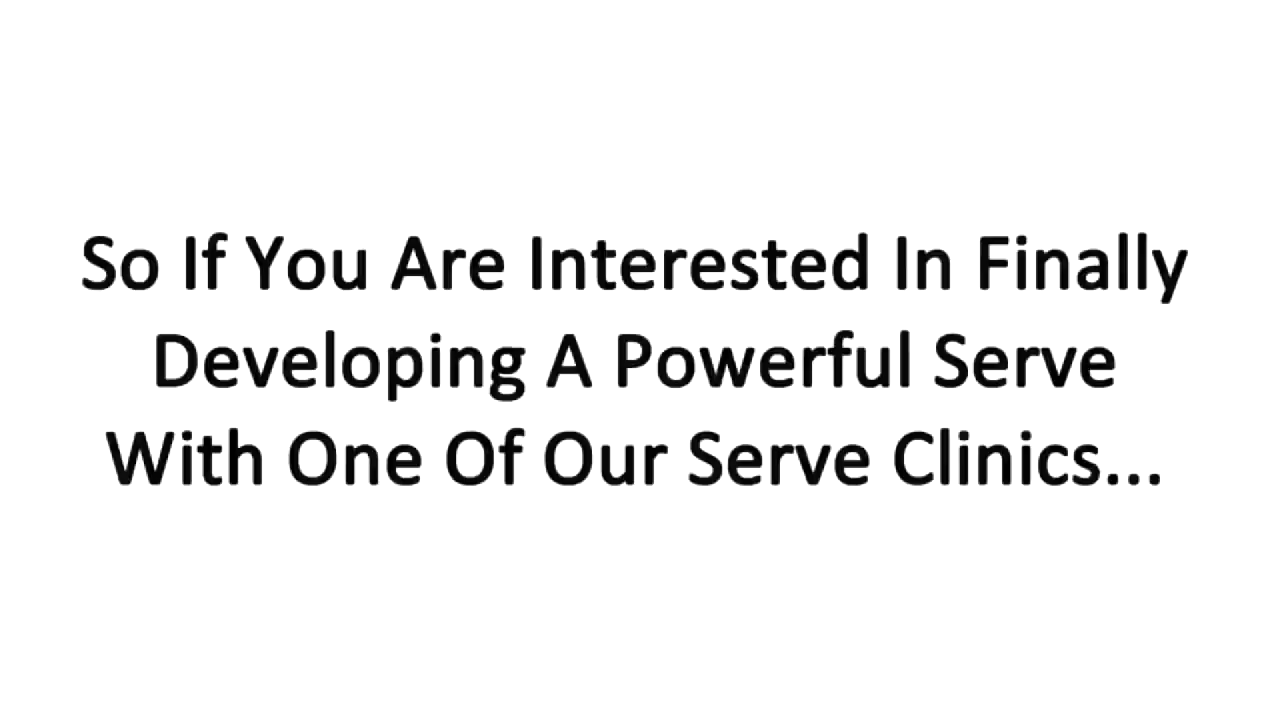 So If You Are Interested In Finally
Developing A Powerful Serve
With One Of Our Serve Clinics...